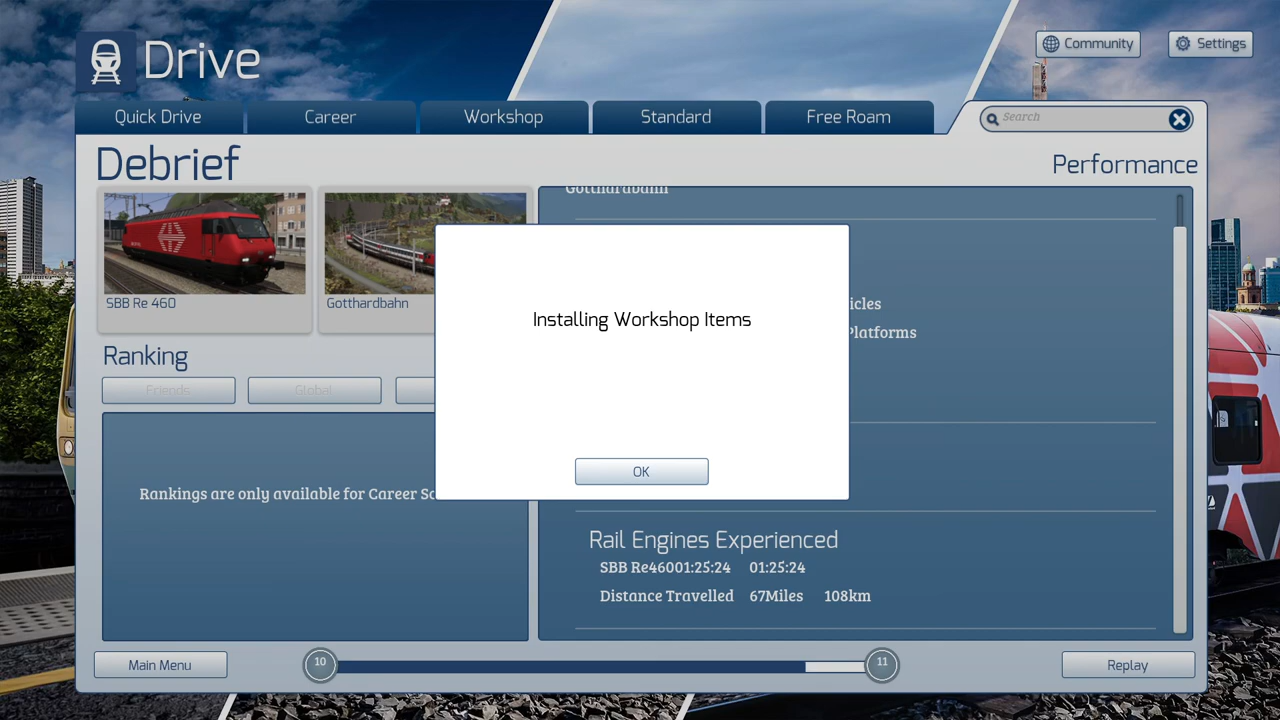 Drive
Community
Settings
Quick Drive
Career
Workshop
Standard
Free Roam
Search
Debrief
Performance
Gotthardbahn
SBB Re 460
Gotthardbahn
Installing Workshop Items
OK
Platforms
Ranking
Friends
Global
Rankings are only available for Career
Rail Engines Experienced
SBB Re46001:25:24 01:25:24
Distance Travelled 67Miles 108km
Main Menu
10
11
Replay